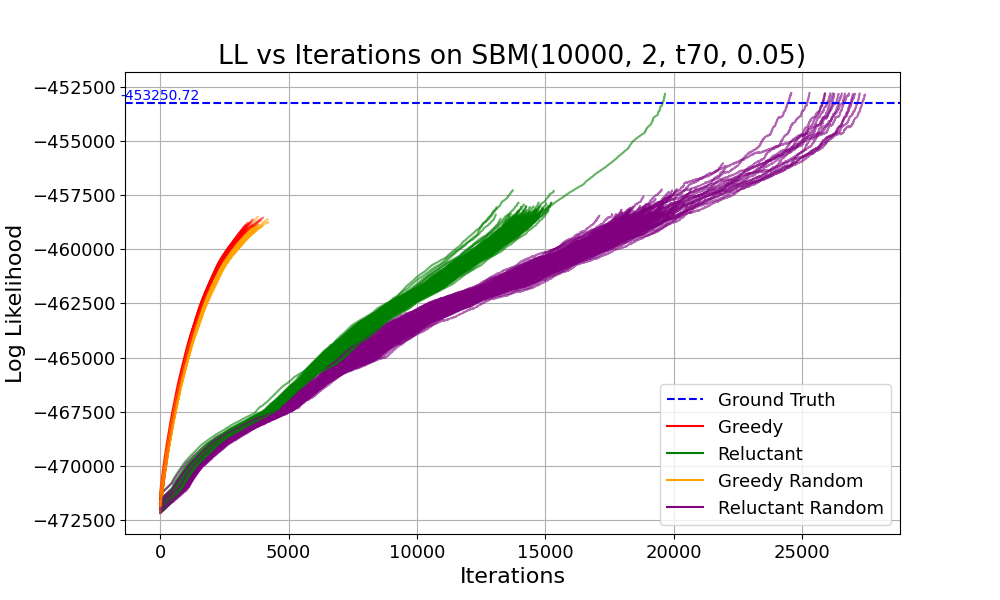 LL vs Iterations on SBM(10000, 2, t70, 0.05)
−452500
-453250.72
−455000
−457500
−460000
−462500
−465000
−467500
−470000
−472500
Log Likelihood
Ground Truth
Greedy
Reluctant
Greedy Random
Reluctant Random
0 5000 10000 15000 20000 25000
Iterations